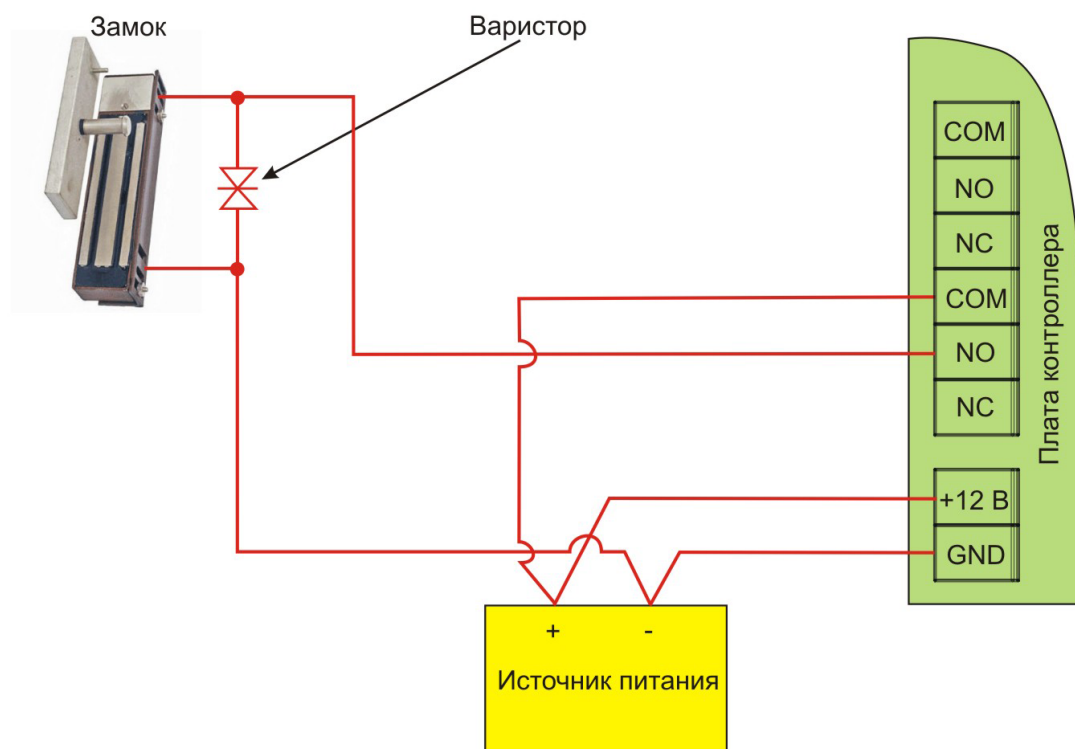 Замок
Варистор
COM
NO
NC
COM
NO
NC
+12 В
GND
Плата контроллера
+ -
Источник питания